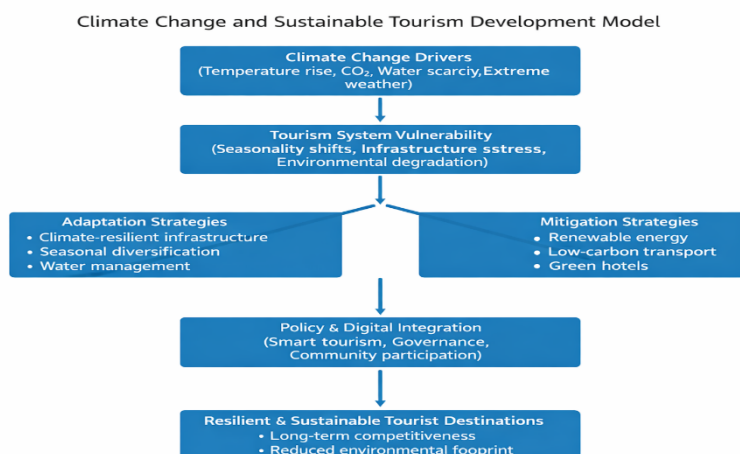 Climate Change and Sustainable Tourism Development Model
Climate Change Drivers
(Temperature rise, CO₂, Water scarciy,Extreme
weather)
Tourism System Vulnerability
(Seasonality shifts, Infrastructure sstress,
Environmental degradation)
Adaptation Strategies
• Climate-resilient infrastructure
• Seasonal diversification
• Water management
Mitigation Strategies
• Renewable energy
• Low-carbon transport
• Green hotels
Policy & Digital Integration
(Smart tourism, Governance,
Community participation)
Resilient & Sustainable Tourist Destinations
• Long-term competitiveness
• Reduced environmental fooprint